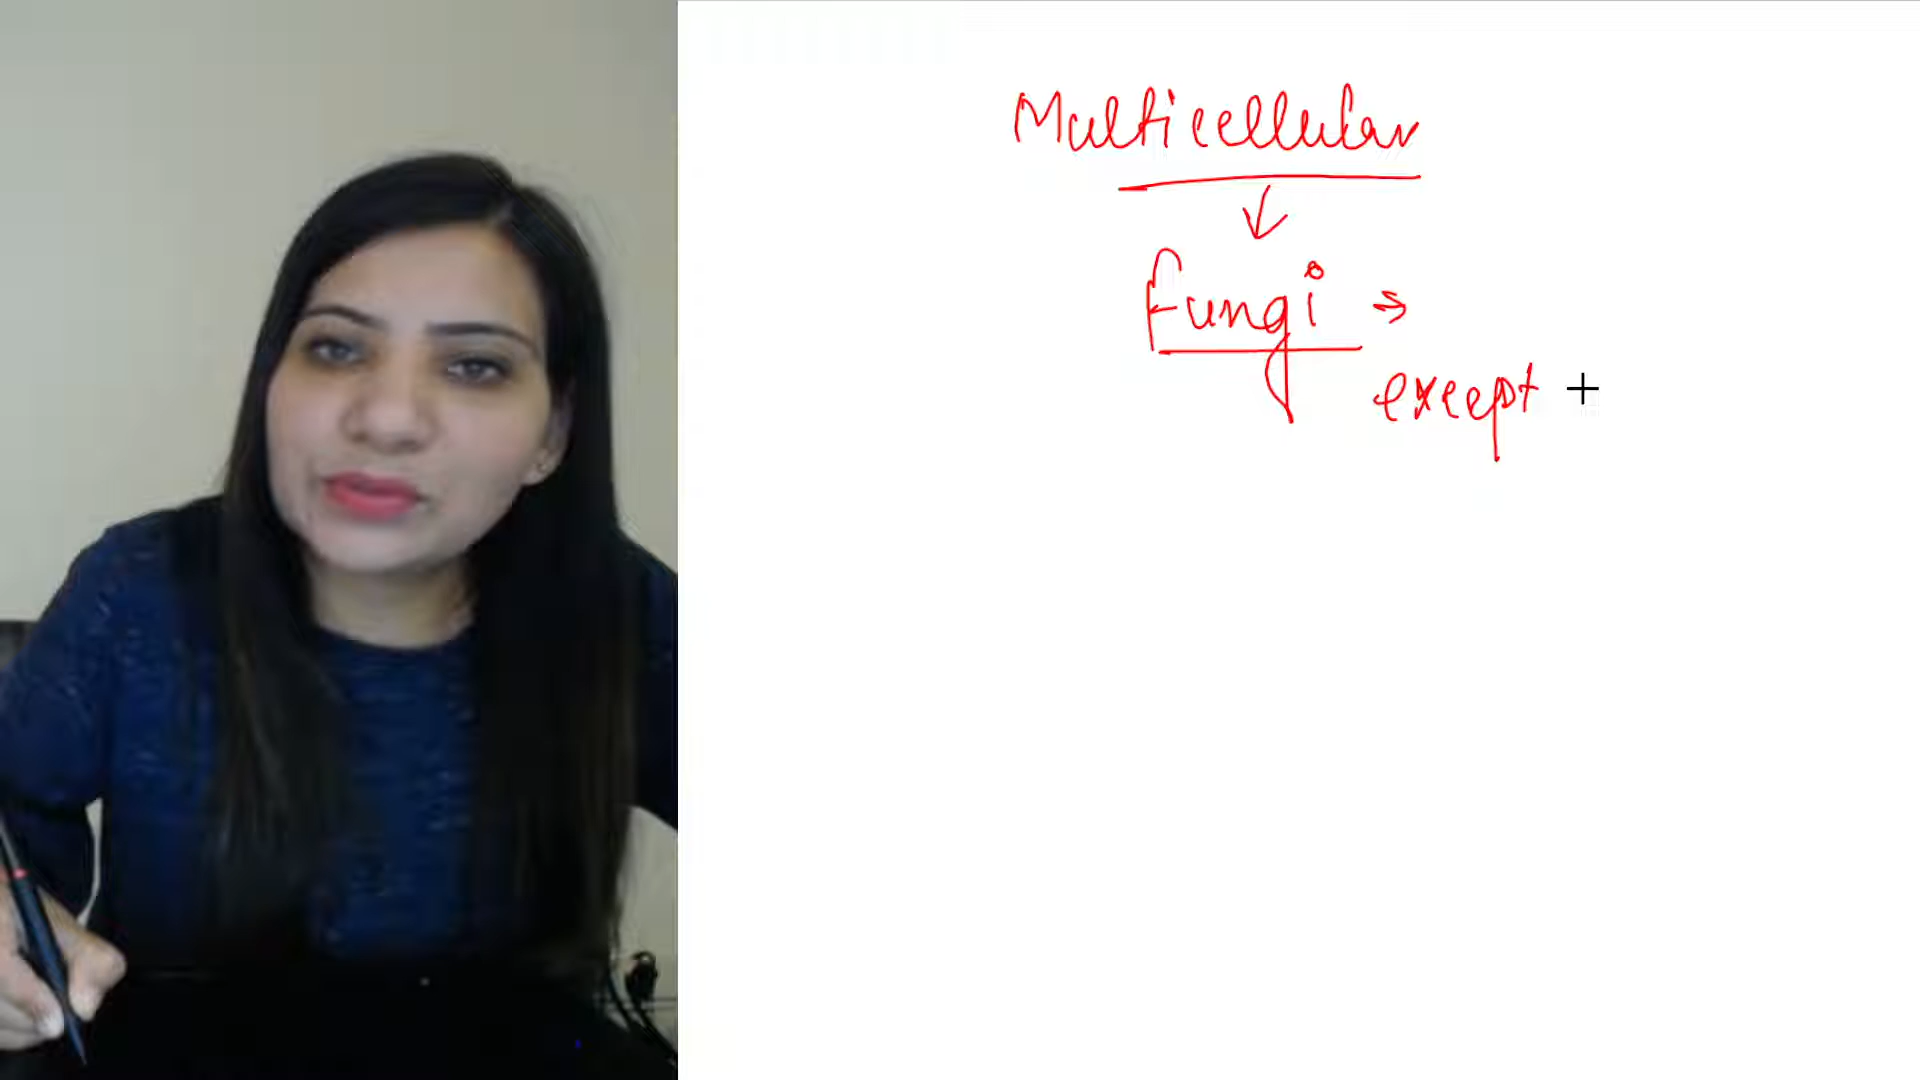 Multicellular
↓
Fungi →
except